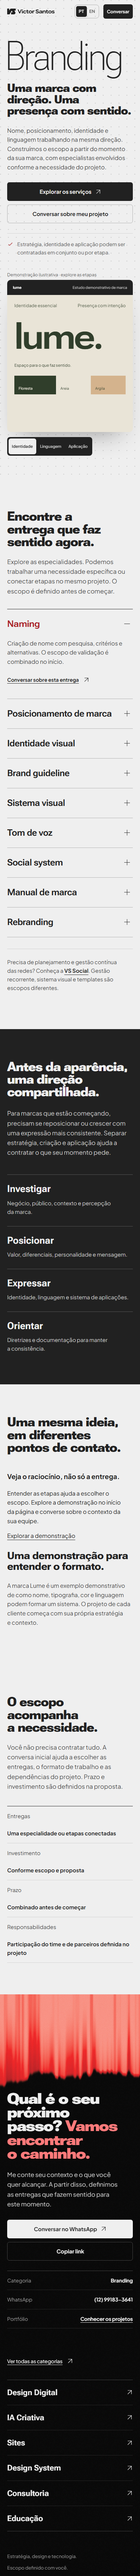 Victor Santos
PT EN
Conversar
Branding
Uma marca com
direção. Uma
presença com sentido.
Nome, posicionamento, identidade e
linguagem trabalhando na mesma direção.
Construímos o escopo a partir do momento
da sua marca, com especialistas envolvidos
conforme a necessidade do projeto.
Explorar os serviços
Conversar sobre meu projeto
Estratégia, identidade e aplicação podem ser
contratadas em conjunto ou por etapa.
Demonstração ilustrativa · explore as etapas
lume
Estudo demonstrativo de marca
Identidade essencial
Presença com intenção
lume.
Espaço para o que faz sentido.
Floresta
Areia
Argila
Identidade
Linguagem
Aplicação
Encontre a
entrega que faz
sentido agora.
Explore as especialidades. Podemos
trabalhar uma necessidade específica ou
conectar etapas no mesmo projeto. O
escopo é definido antes de começar.
Naming
Criação de nome com pesquisa, critérios e
alternativas. O escopo de validação é
combinado no início.
Conversar sobre esta entrega
Posicionamento de marca
Identidade visual
Brand guideline
Sistema visual
Tom de voz
Social system
Manual de marca
Rebranding
Precisa de planejamento e gestão contínua
das redes? Conheça a VS Social. Gestão
recorrente, sistema visual e templates são
escopos diferentes.
Antes da aparência,
uma direção
compartilhada.
Para marcas que estão começando,
precisam se reposicionar ou crescer com
uma expressão mais consistente. Separar
estratégia, criação e aplicação ajuda a
contratar o que seu momento pede.
Investigar
Negócio, público, contexto e percepção
da marca.
Posicionar
Valor, diferenciais, personalidade e mensagem.
Expressar
Identidade, linguagem e sistema de aplicações.
Orientar
Diretrizes e documentação para manter
a consistência.
Uma mesma ideia,
em diferentes
pontos de contato.
Veja o raciocínio, não só a entrega.
Entender as etapas ajuda a escolher o
escopo. Explore a demonstração no início
da página e converse sobre o contexto da
sua equipe.
Explorar a demonstração
Uma demonstração para
entender o formato.
A marca Lume é um exemplo demonstrativo
de como nome, tipografia, cor e linguagem
podem formar um sistema. O projeto de cada
cliente começa com sua própria estratégia
e contexto.
O escopo
acompanha
a necessidade.
Você não precisa contratar tudo. A
conversa inicial ajuda a escolher as
entregas, o formato de trabalho e as
dependências do projeto. Prazo e
investimento são definidos na proposta.
Entregas
Uma especialidade ou etapas conectadas
Investimento
Conforme escopo e proposta
Prazo
Combinado antes de começar
Responsabilidades
Participação do time e de parceiros definida no
projeto
Qual é o seu
próximo
passo? Vamos
encontrar
o caminho.
Me conte seu contexto e o que você
quer alcançar. A partir disso, definimos
as entregas que fazem sentido para
este momento.
Conversar no WhatsApp
Copiar link
Categoria
Branding
WhatsApp
(12) 99183-3641
Portfólio
Conhecer os projetos
Ver todas as categorias
Design Digital
IA Criativa
Sites
Design System
Consultoria
Educação
Estratégia, design e tecnologia.
Escopo definido com você.